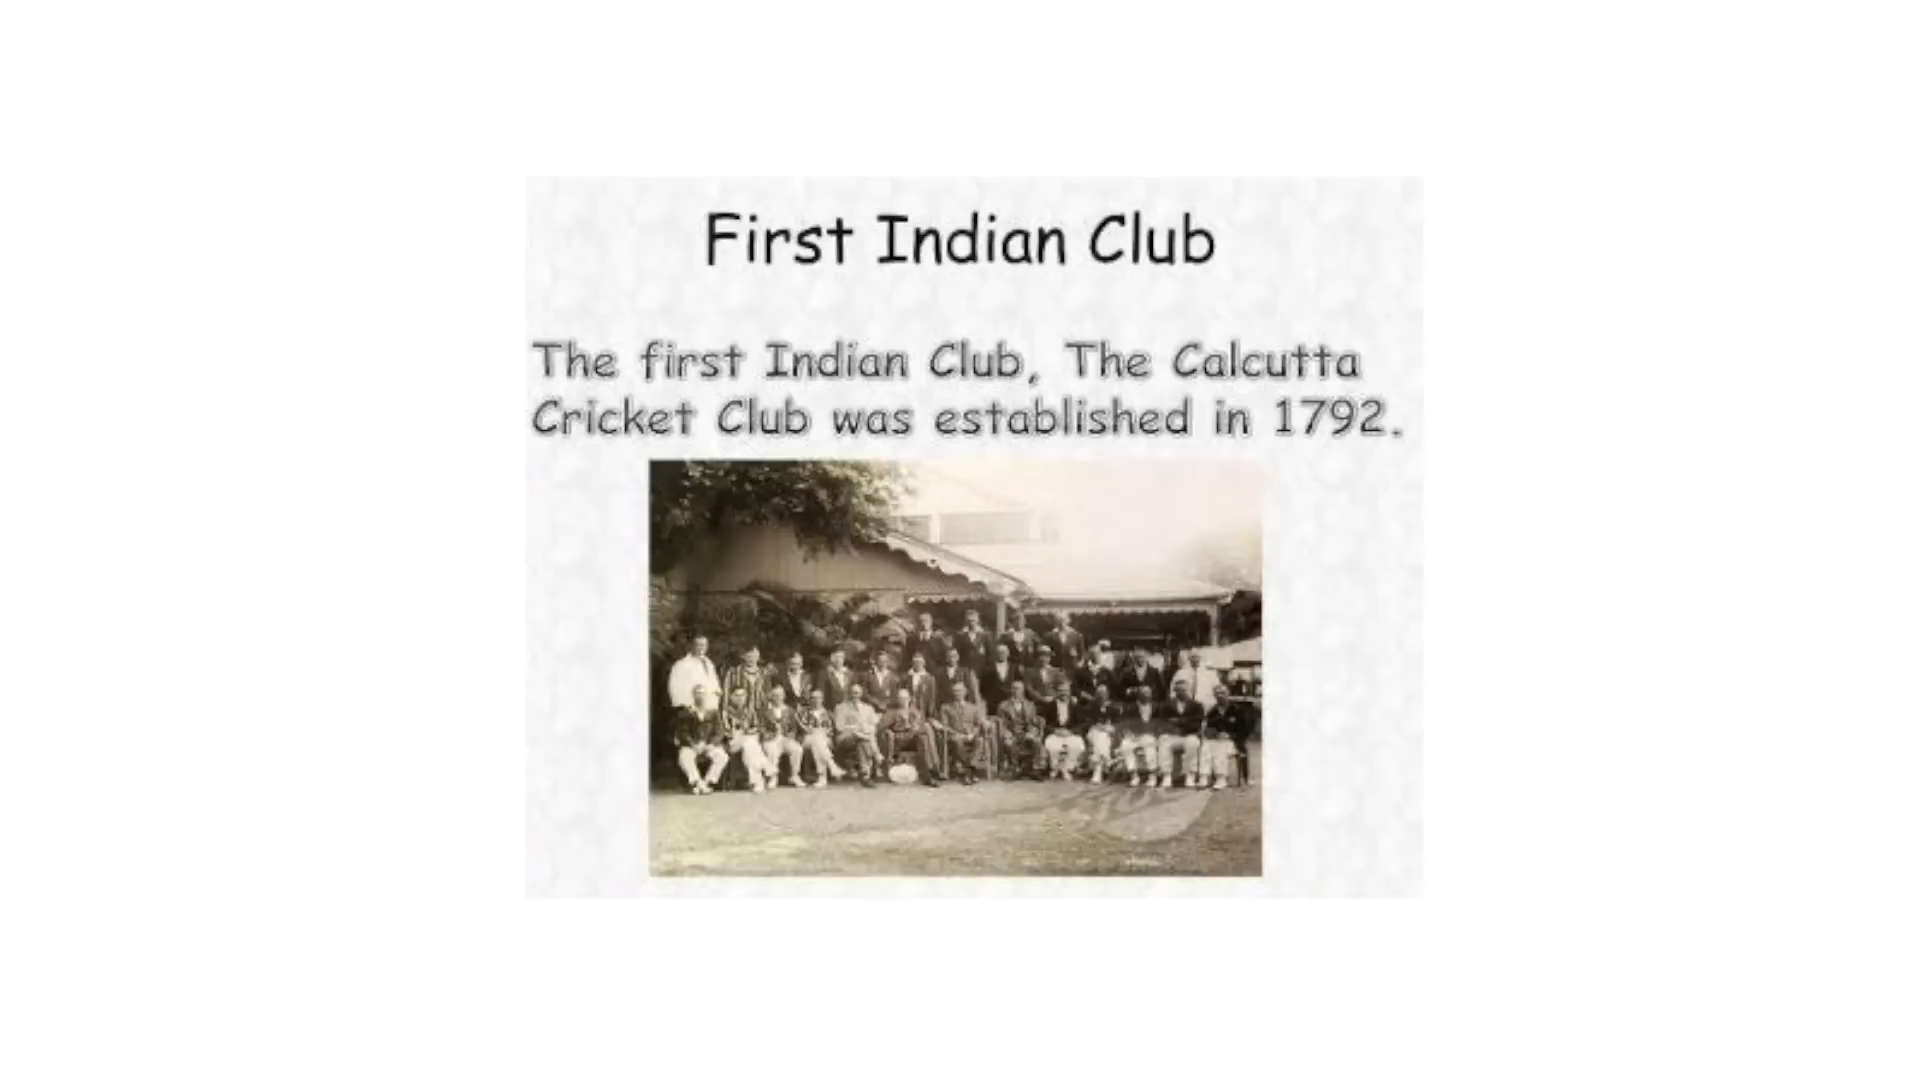 First Indian Club
The first Indian Club, The Calcutta
Cricket Club was established in 1792.